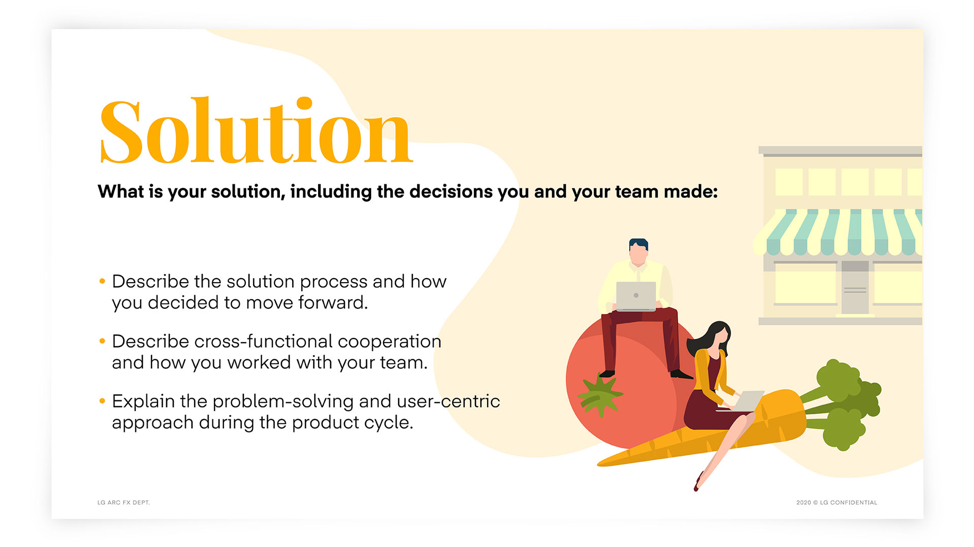 Solution
What is your solution, including the decisions you and your team made:
• Describe the solution process and how
you decided to move forward.
• Describe cross-functional cooperation
and how you worked with your team.
• Explain the problem-solving and user-centric
approach during the product cycle.
LG ARC FX DEPT.
2020 © LG CONFIDENTIAL